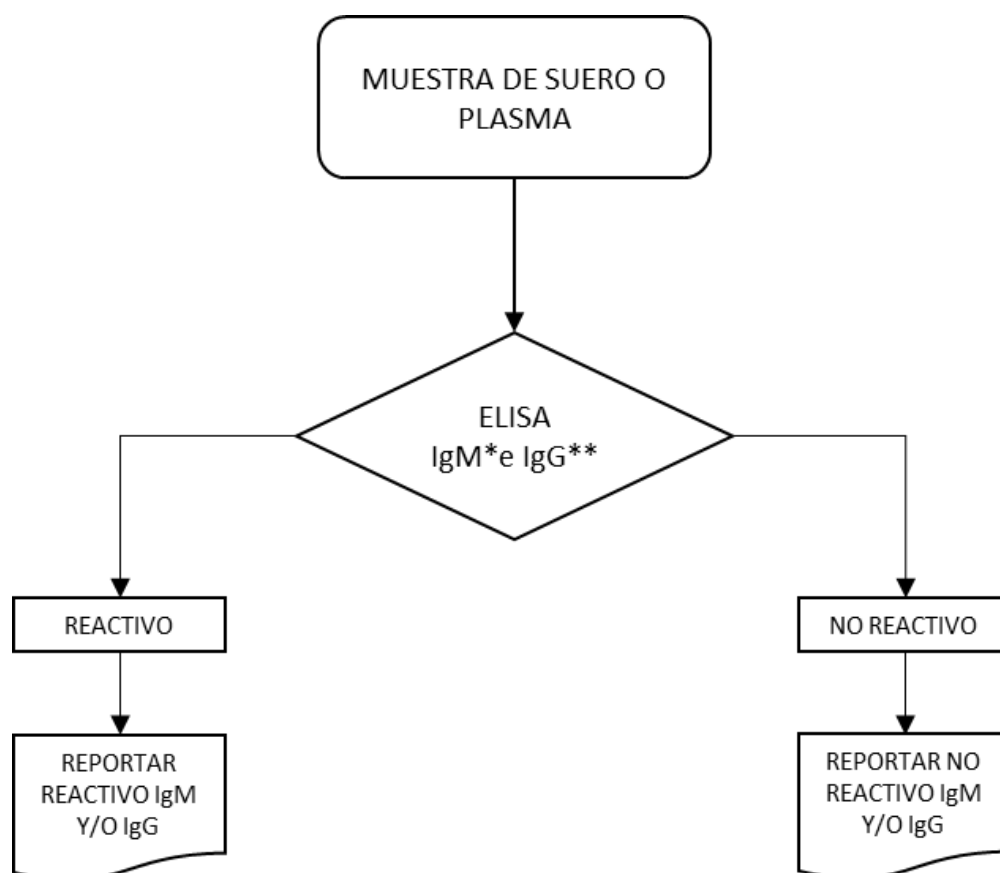 MUESTRA DE SUERO O
PLASMA
ELISA
IgM*e IgG**
REACTIVO
NO REACTIVO
REPORTAR
REACTIVO IgM
Y/O IgG
REPORTAR NO
REACTIVO IgM
Y/O IgG